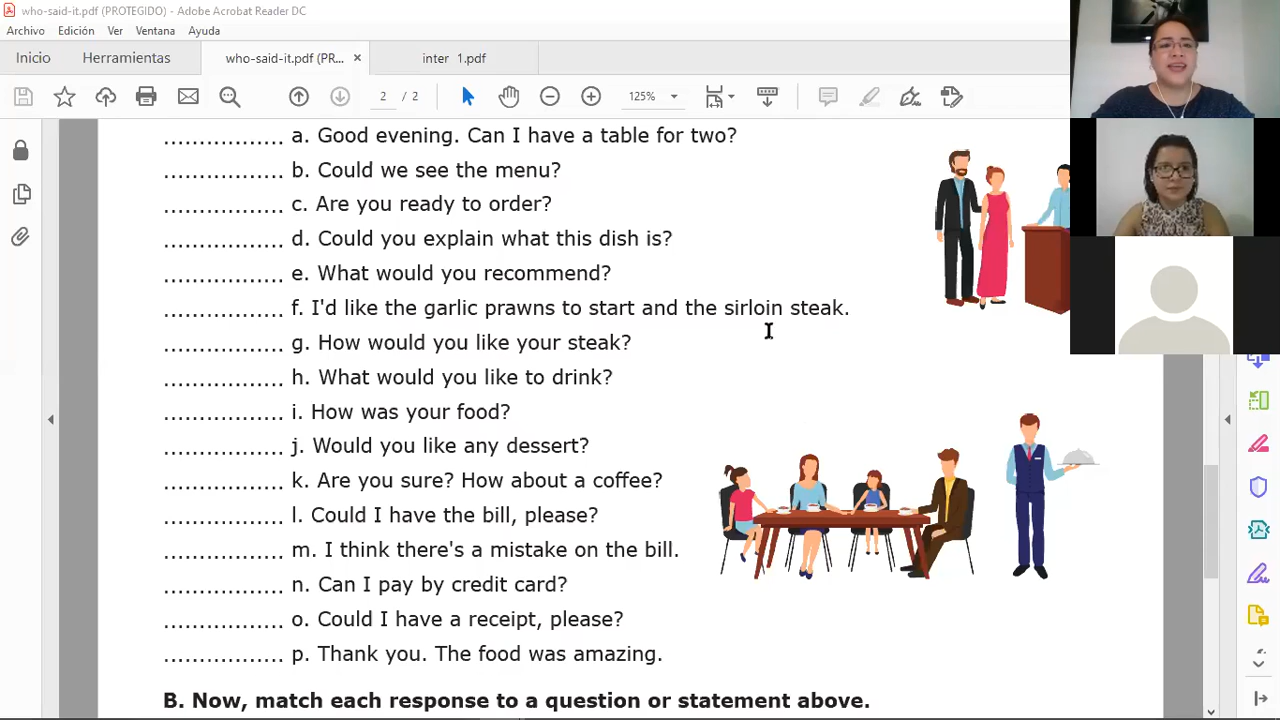 who-said-it.pdf (PROTEGIDO) - Adobe Acrobat Reader DC
Archivo Edición Ver Ventana Ayuda
Inicio Herramientas who-said-it.pdf (PR... × inter 1.pdf
2 / 2 125%
................. a. Good evening. Can I have a table for two?
................. b. Could we see the menu?
................. c. Are you ready to order?
................. d. Could you explain what this dish is?
................. e. What would you recommend?
................. f. I'd like the garlic prawns to start and the sirloin steak.
................. g. How would you like your steak?
................. h. What would you like to drink?
................. i. How was your food?
................. j. Would you like any dessert?
................. k. Are you sure? How about a coffee?
................. l. Could I have the bill, please?
................. m. I think there's a mistake on the bill.
................. n. Can I pay by credit card?
................. o. Could I have a receipt, please?
................. p. Thank you. The food was amazing.
B. Now, match each response to a question or statement above.